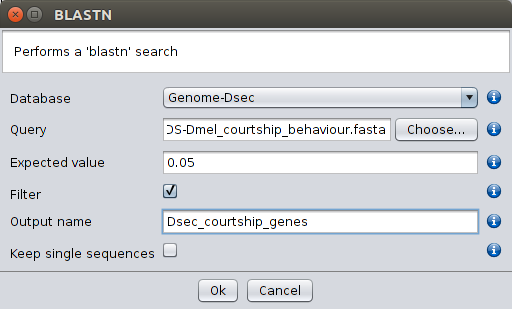 BLASTN
Performs a 'blastn' search
Database Genome-Dsec
Query DS-Dmel_courtship_behaviour.fasta Choose...
Expected value 0.05
Filter
Output name Dsec_courtship_genes
Keep single sequences
Ok Cancel